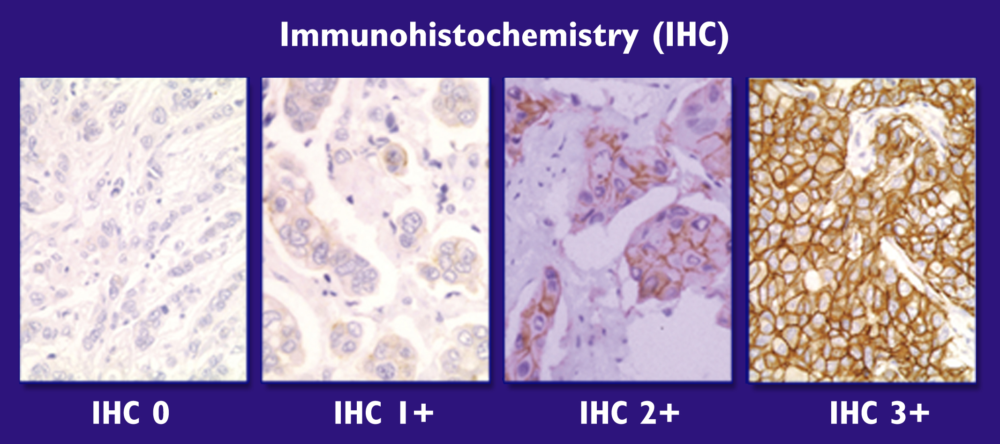 Immunohistochemistry (IHC)
IHC 0
IHC 1+
IHC 2+
IHC 3+